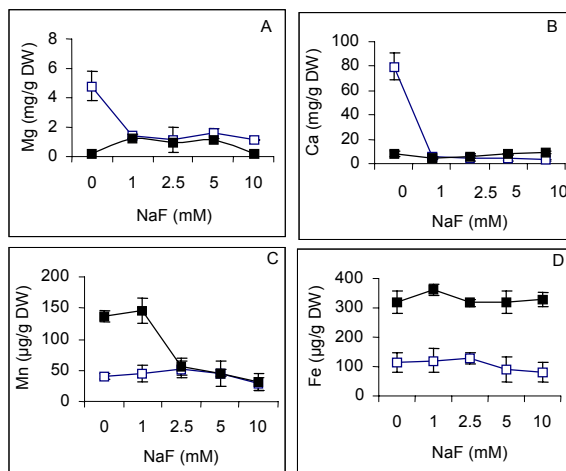 A
Mg (mg/g DW)
8
6
4
2
0
0 1 2.5 5 10
NaF (mM)
B
Ca (mg/g DW)
100
80
60
40
20
0
0 1 2.5 5 10
NaF (mM)
C
Mn (µg/g DW)
200
150
100
50
0
0 1 2.5 5 10
NaF (mM)
D
Fe (µg/g DW)
400
300
200
100
0
0 1 2.5 5 10
NaF (mM)